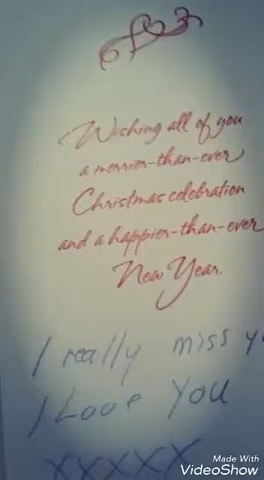 Wishing all of you
a merrier-than-ever
Christmas celebration
and a happier-than-ever
New Year.
I really miss y
I Love You
XXXXX
Made With
VideoShow